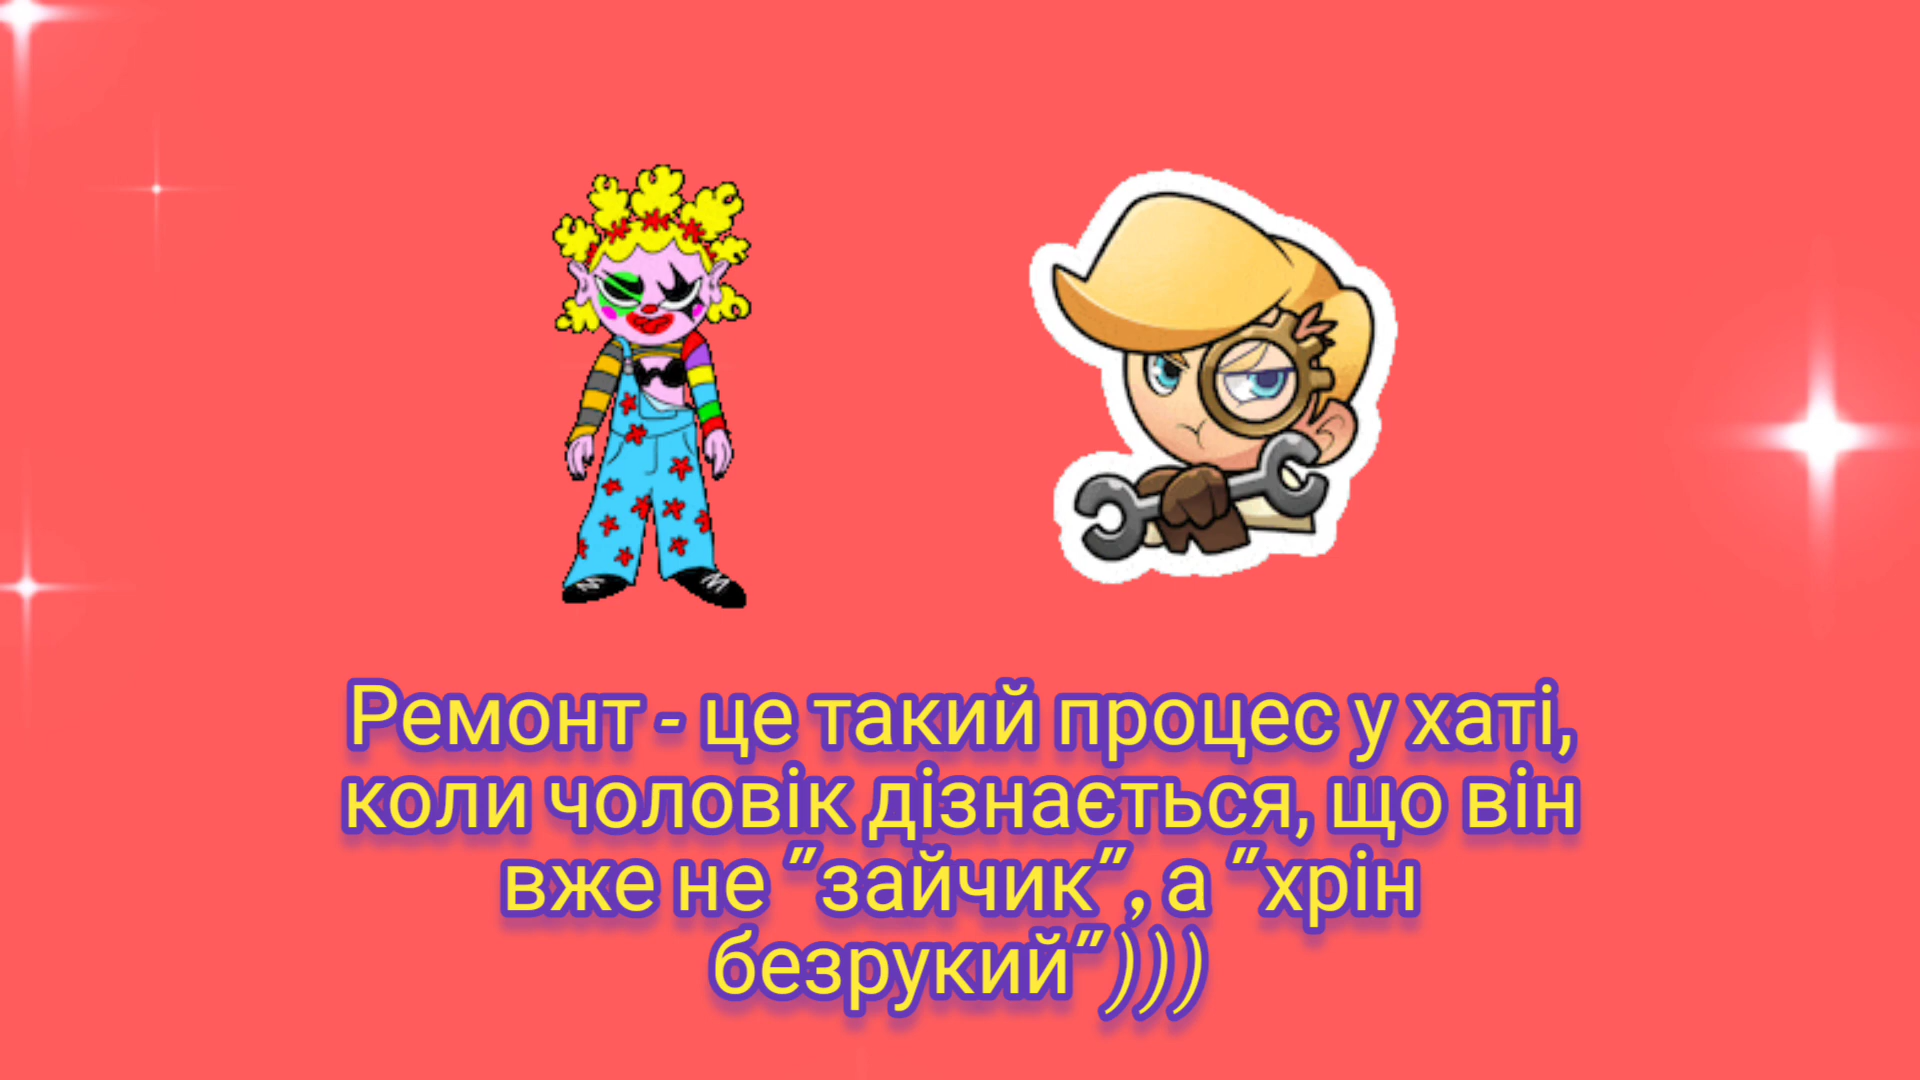 Ремонт - це такий процес у хаті,
коли чоловік дізнається, що він
вже не "зайчик", а "хрін
безрукий")))